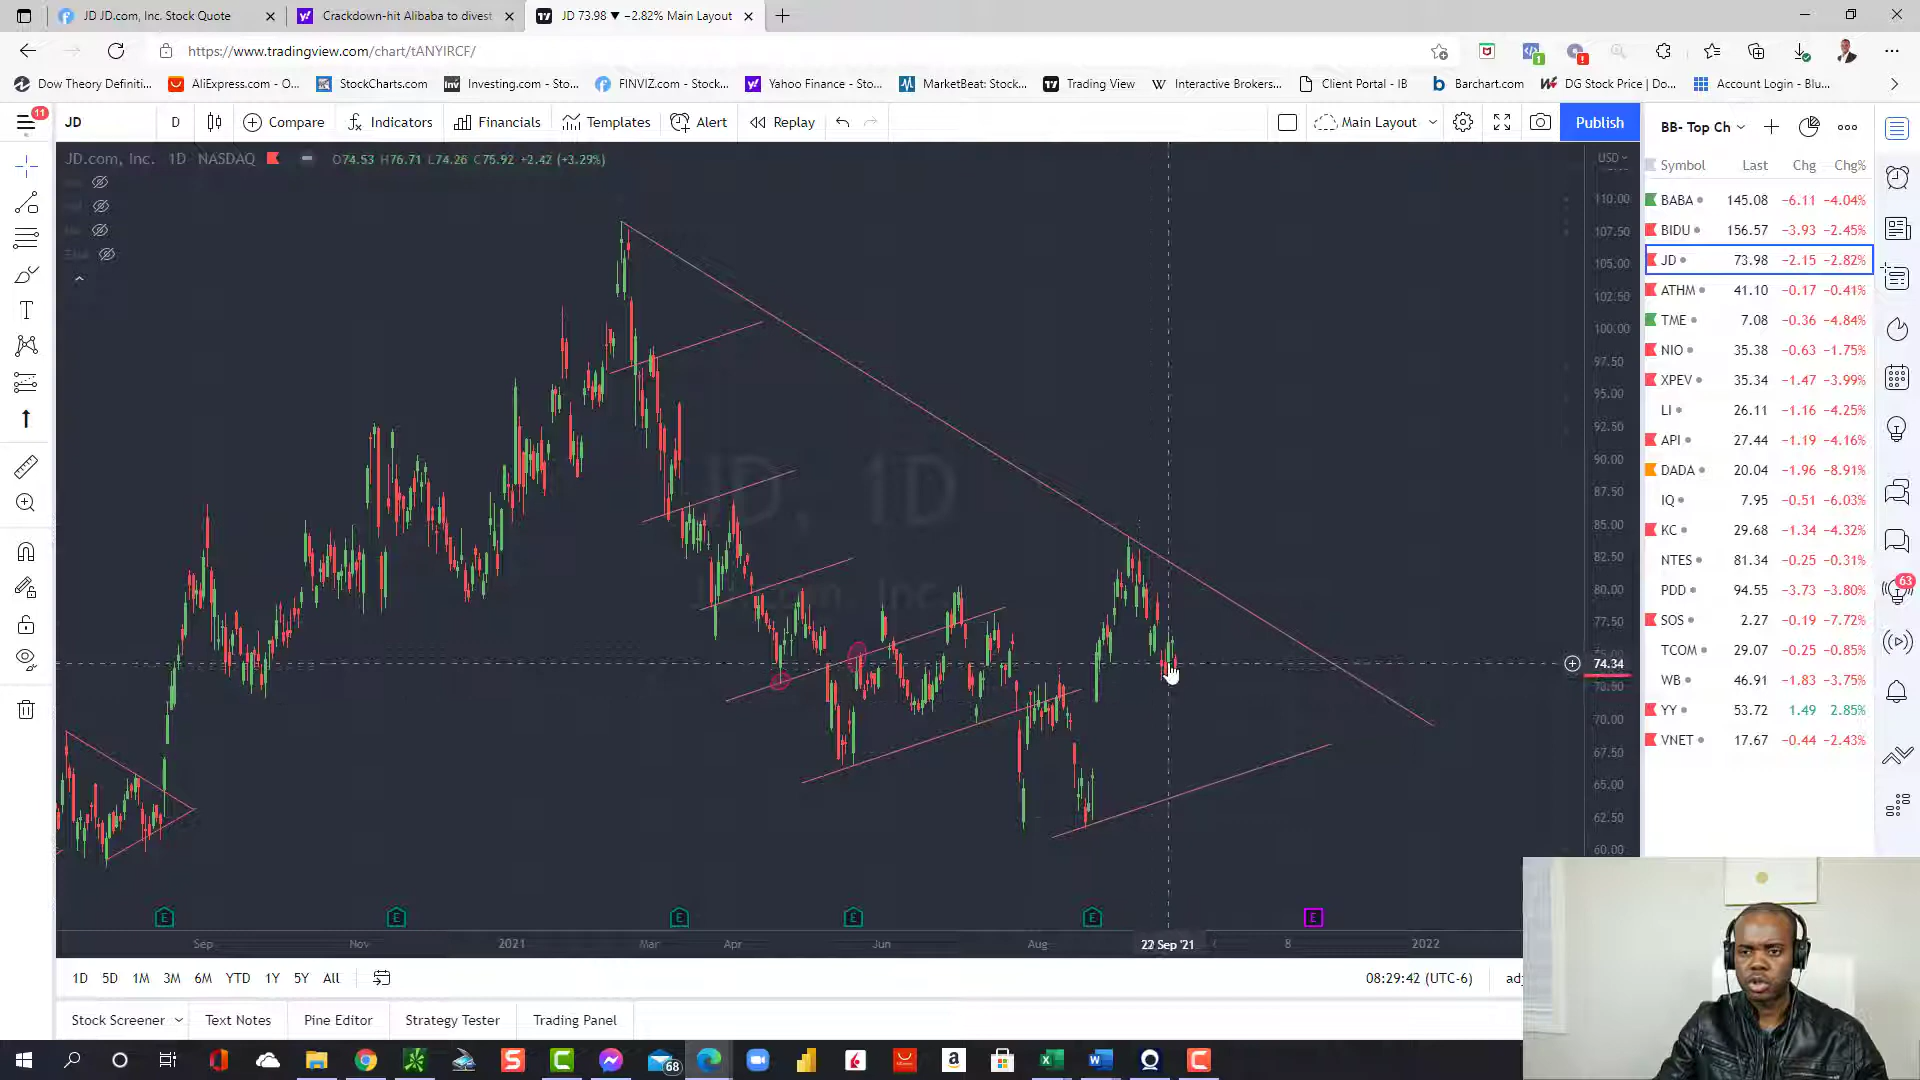 JD JD.com, Inc. Stock Quote
Crackdown-hit Alibaba to divest
JD 73.98 ▼ −2.82% Main Layout
https://www.tradingview.com/chart/tANYIRCF/
Dow Theory Definiti...
AliExpress.com - O...
StockCharts.com
Investing.com - Sto...
FINVIZ.com - Stock...
Yahoo Finance - Sto...
MarketBeat: Stock...
Trading View
Interactive Brokers...
Client Portal - IB
Barchart.com
DG Stock Price | Do...
Account Login - Blu...
11
JD
D
Compare
Indicators
Financials
Templates
Alert
Replay
Main Layout
Publish
BB- Top Ch
JD.com, Inc. 1D NASDAQ
O74.53 H76.71 L74.26 C75.92 +2.42 (+3.29%)
USD
Symbol Last Chg Chg%
BABA 145.08 −6.11 −4.04%
BIDU 156.57 −3.93 −2.45%
JD 73.98 −2.15 −2.82%
ATHM 41.10 −0.17 −0.41%
TME 7.08 −0.36 −4.84%
NIO 35.38 −0.63 −1.75%
XPEV 35.34 −1.47 −3.99%
LI 26.11 −1.16 −4.25%
API 27.44 −1.19 −4.16%
DADA 20.04 −1.96 −8.91%
IQ 7.95 −0.51 −6.03%
KC 29.68 −1.34 −4.32%
NTES 81.34 −0.25 −0.31%
PDD 94.55 −3.73 −3.80%
SOS 2.27 −0.19 −7.72%
TCOM 29.07 −0.25 −0.85%
WB 46.91 −1.83 −3.75%
YY 53.72 1.49 2.85%
VNET 17.67 −0.44 −2.43%
63
110.00
107.50
105.00
102.50
100.00
97.50
95.00
92.50
90.00
87.50
85.00
82.50
80.00
77.50
74.34
70.00
67.50
65.00
62.50
60.00
JD, 1D
JD.com, Inc.
E E E E E E
Sep Nov 2021 Mar Apr Jun Aug 22 Sep '21 8 2022
1D 5D 1M 3M 6M YTD 1Y 5Y All
08:29:42 (UTC-6)
Stock Screener
Text Notes
Pine Editor
Strategy Tester
Trading Panel
68